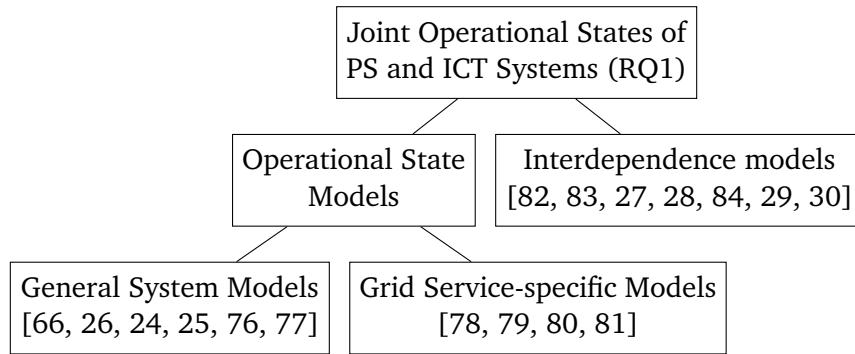 Joint Operational States of
PS and ICT Systems (RQ1)
Operational State
Models
Interdependence models
[82, 83, 27, 28, 84, 29, 30]
General System Models
[66, 26, 24, 25, 76, 77]
Grid Service-specific Models
[78, 79, 80, 81]